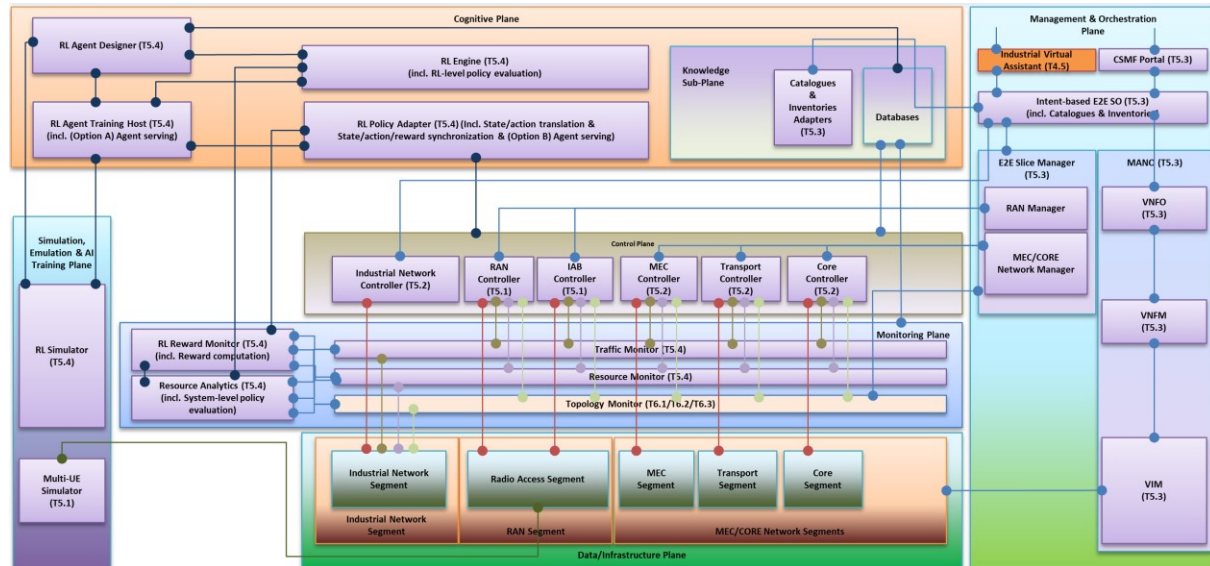 Cognitive Plane
RL Agent Designer (T5.4)
RL Engine (T5.4)
(incl. RL-level policy evaluation)
RL Agent Training Host (T5.4)
(incl. (Option A) Agent serving)
RL Policy Adapter (T5.4) (Incl. State/action translation &
State/action/reward synchronization & (Option B) Agent serving)
Knowledge
Sub-Plane
Catalogues
&
Inventories
Adapters
(T5.3)
Databases
Management & Orchestration
Plane
Industrial Virtual
Assistant (T4.5)
CSMF Portal
(T5.3)
Intent-based E2E SO (T5.3)
(incl. Catalogues & Inventories)
E2E Slice Manager
(T5.3)
RAN Manager
MEC/CORE
Network Manager
MANO (T5.3)
VNFO
(T5.3)
VNFM
(T5.3)
VIM
(T5.3)
Simulation,
Emulation & AI
Training Plane
RL Simulator
(T5.4)
Multi-UE
Simulator
(T5.1)
Control Plane
Industrial Network
Controller (T5.2)
RAN
Controller
(T5.1)
IAB
Controller
(T5.1)
MEC
Controller
(T5.2)
Transport
Controller
(T5.2)
Core
Controller
(T5.2)
Monitoring Plane
RL Reward Monitor (T5.4)
(incl. Reward computation)
Resource Analytics (T5.4)
(incl. System-level policy
evaluation)
Traffic Monitor (T5.4)
Resource Monitor (T5.4)
Topology Monitor (T6.1/T6.2/T6.3)
Industrial Network
Segment
Radio Access Segment
MEC
Segment
Transport
Segment
Core
Segment
Industrial Network
Segment
RAN Segment
MEC/CORE Network Segments
Data/Infrastructure Plane